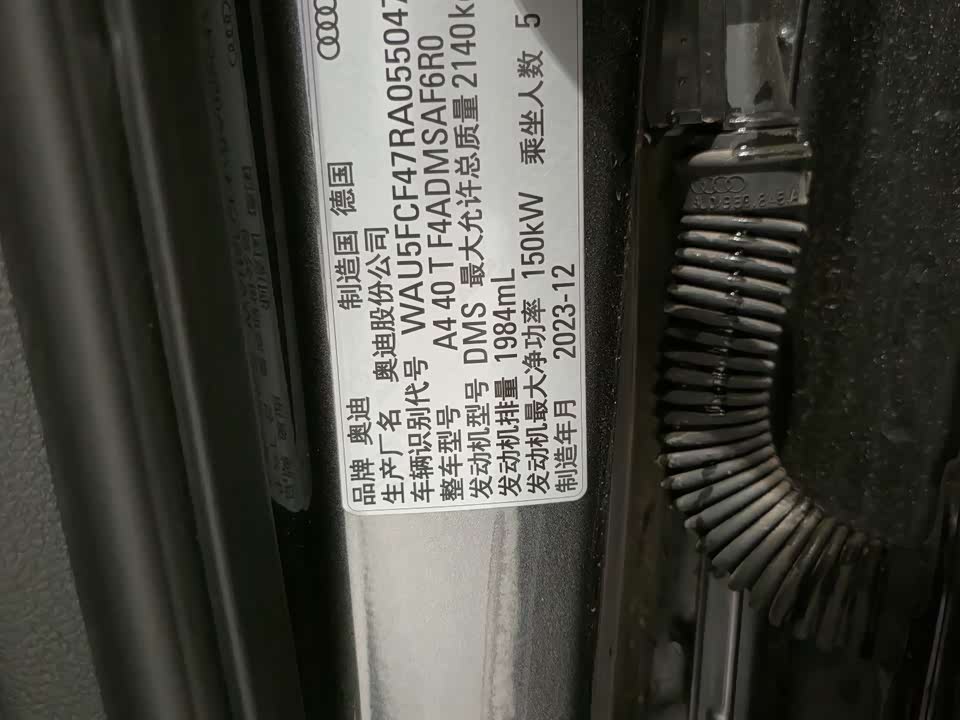 品牌 奥迪 制造国 德国
生产厂名 奥迪股份公司
车辆识别代号 WAU5FCF47RA055047
整车型号 A4 40 T F4ADMSAF6R0
发动机型号 DMS 最大允许总质量 2140kg
发动机排量 1984mL
发动机最大净功率 150kW 乘坐人数 5
制造年月 2023-12